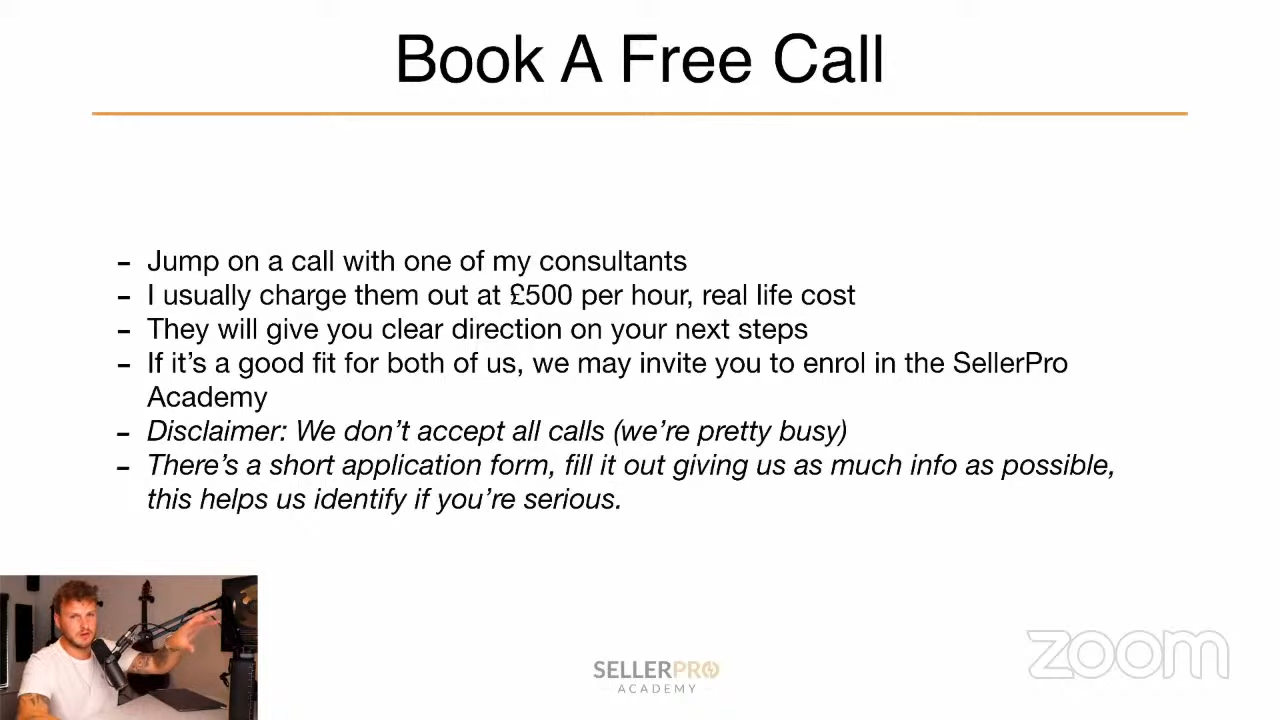 Book A Free Call
- Jump on a call with one of my consultants
- I usually charge them out at £500 per hour, real life cost
- They will give you clear direction on your next steps
- If it's a good fit for both of us, we may invite you to enrol in the SellerPro
Academy
- Disclaimer: We don't accept all calls (we're pretty busy)
- There's a short application form, fill it out giving us as much info as possible,
this helps us identify if you're serious.
SELLERPRO
ACADEMY
zoom